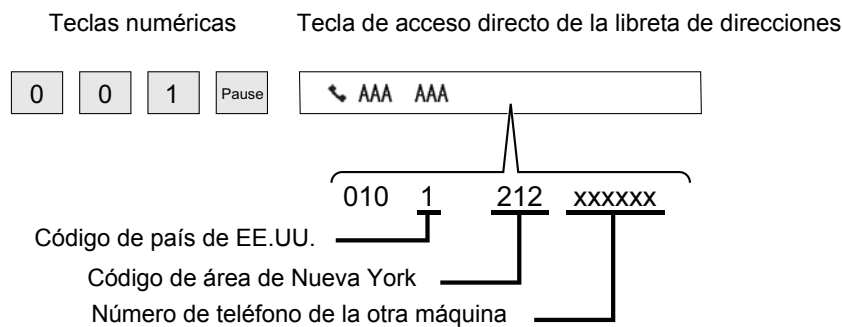 Teclas numéricas Tecla de acceso directo de la libreta de direcciones
0 0 1 Pause AAA AAA
010 1 212 xxxxxx
Código de país de EE.UU.
Código de área de Nueva York
Número de teléfono de la otra máquina